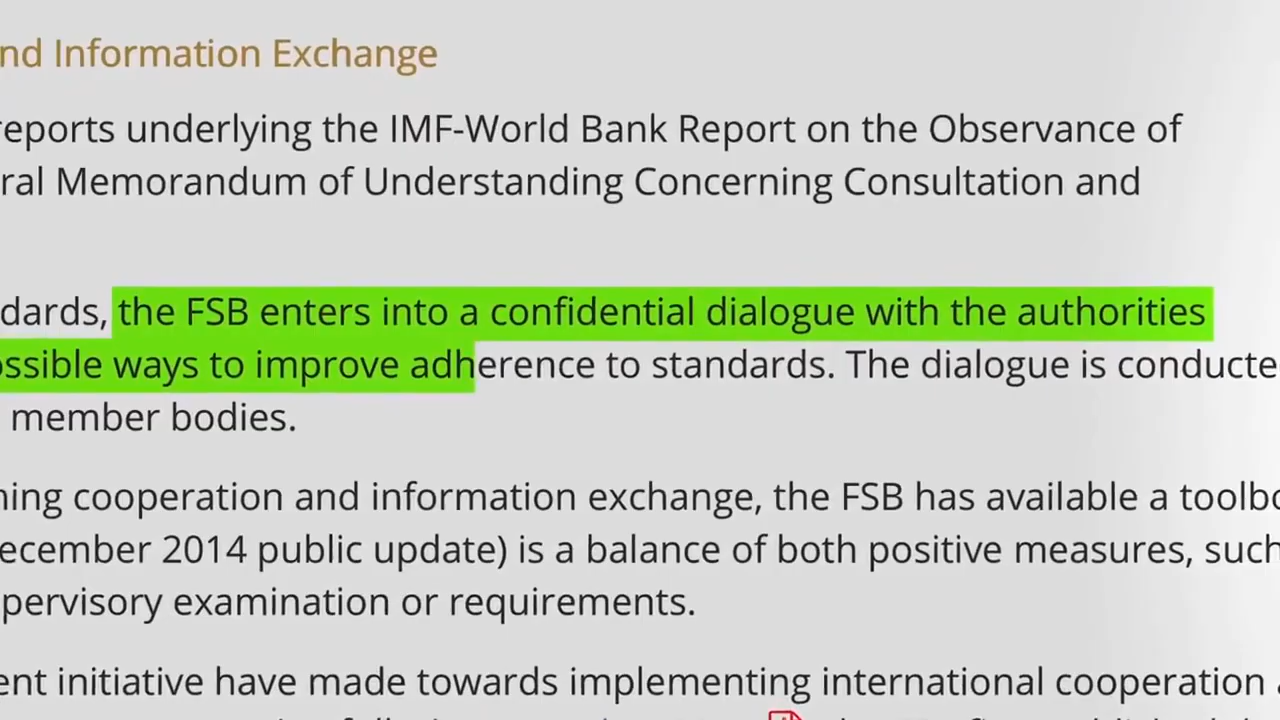 nd Information Exchange
reports underlying the IMF-World Bank Report on the Observance of
ral Memorandum of Understanding Concerning Consultation and
dards, the FSB enters into a confidential dialogue with the authorities
ossible ways to improve adherence to standards. The dialogue is conducte
member bodies.
ning cooperation and information exchange, the FSB has available a toolbo
ecember 2014 public update) is a balance of both positive measures, such
pervisory examination or requirements.
ent initiative have made towards implementing international cooperation a